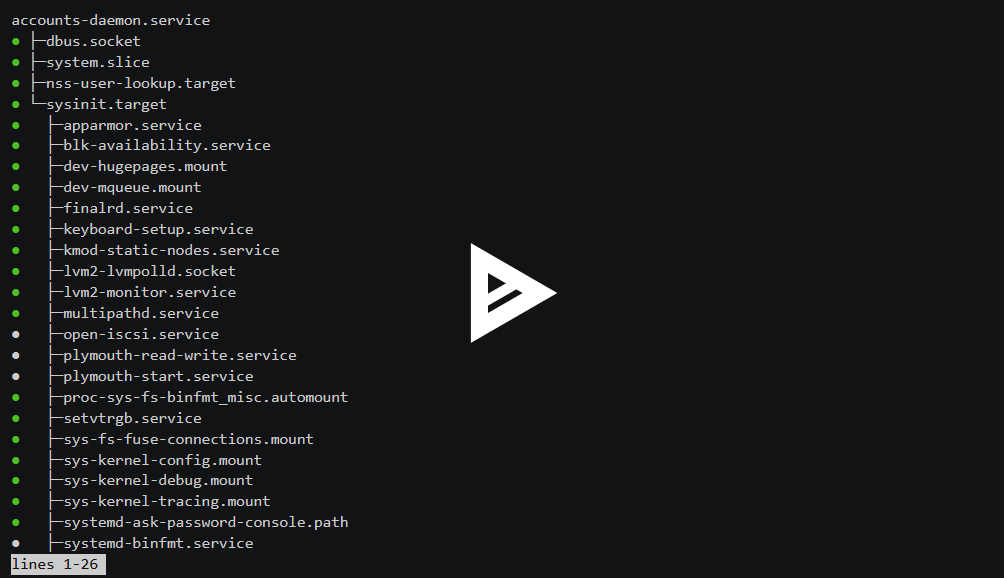 accounts-daemon.service
● ├─dbus.socket
● ├─system.slice
● ├─nss-user-lookup.target
● └─sysinit.target
●   ├─apparmor.service
●   ├─blk-availability.service
●   ├─dev-hugepages.mount
●   ├─dev-mqueue.mount
●   ├─finalrd.service
●   ├─keyboard-setup.service
●   ├─kmod-static-nodes.service
●   ├─lvm2-lvmpolld.socket
●   ├─lvm2-monitor.service
●   ├─multipathd.service
●   ├─open-iscsi.service
●   ├─plymouth-read-write.service
●   ├─plymouth-start.service
●   ├─proc-sys-fs-binfmt_misc.automount
●   ├─setvtrgb.service
●   ├─sys-fs-fuse-connections.mount
●   ├─sys-kernel-config.mount
●   ├─sys-kernel-debug.mount
●   ├─sys-kernel-tracing.mount
●   ├─systemd-ask-password-console.path
●   ├─systemd-binfmt.service
lines 1-26